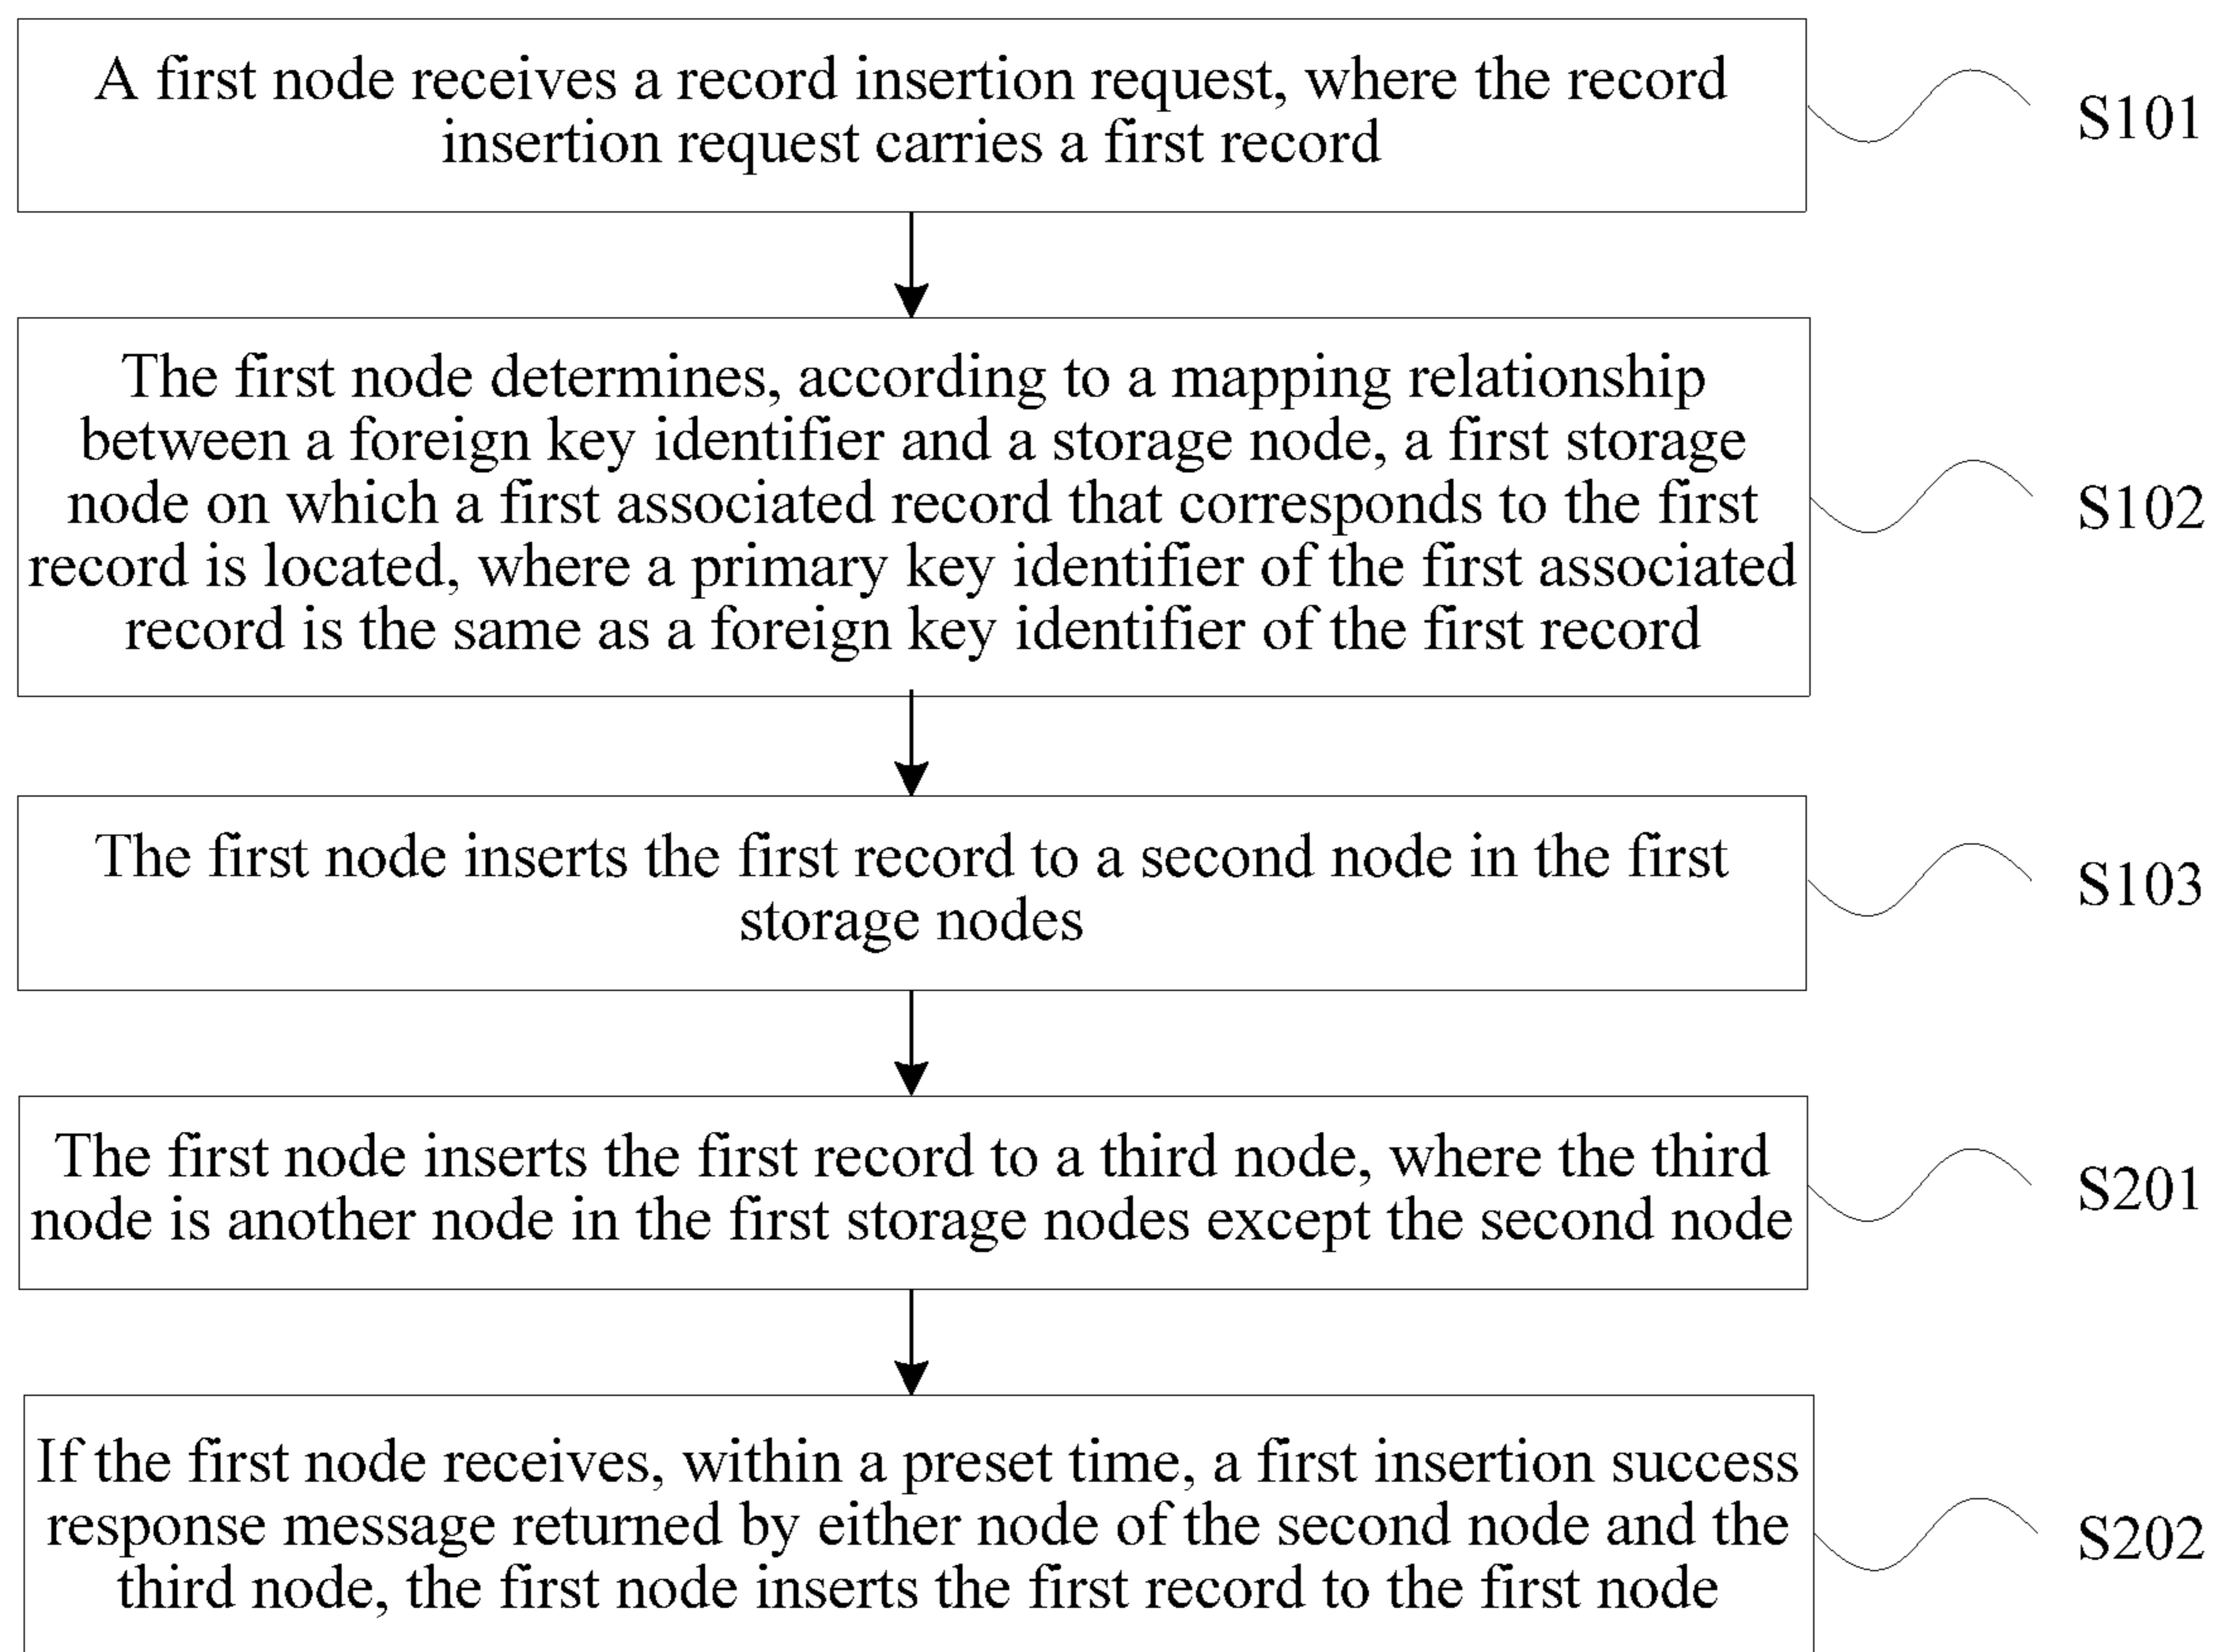 A first node receives a record insertion request, where the record
insertion request carries a first record
S101
The first node determines, according to a mapping relationship
between a foreign key identifier and a storage node, a first storage
node on which a first associated record that corresponds to the first
record is located, where a primary key identifier of the first associated
record is the same as a foreign key identifier of the first record
S102
The first node inserts the first record to a second node in the first
storage nodes
S103
The first node inserts the first record to a third node, where the third
node is another node in the first storage nodes except the second node
S201
If the first node receives, within a preset time, a first insertion success
response message returned by either node of the second node and the
third node, the first node inserts the first record to the first node
S202